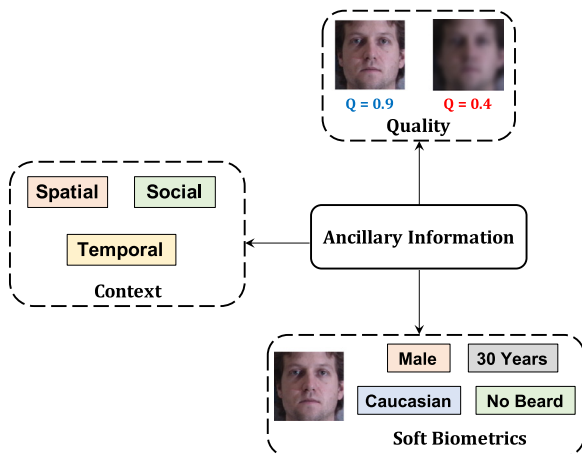 Q = 0.9 Q = 0.4
Quality
Spatial Social
Temporal
Context
Ancillary Information
Male 30 Years
Caucasian No Beard
Soft Biometrics